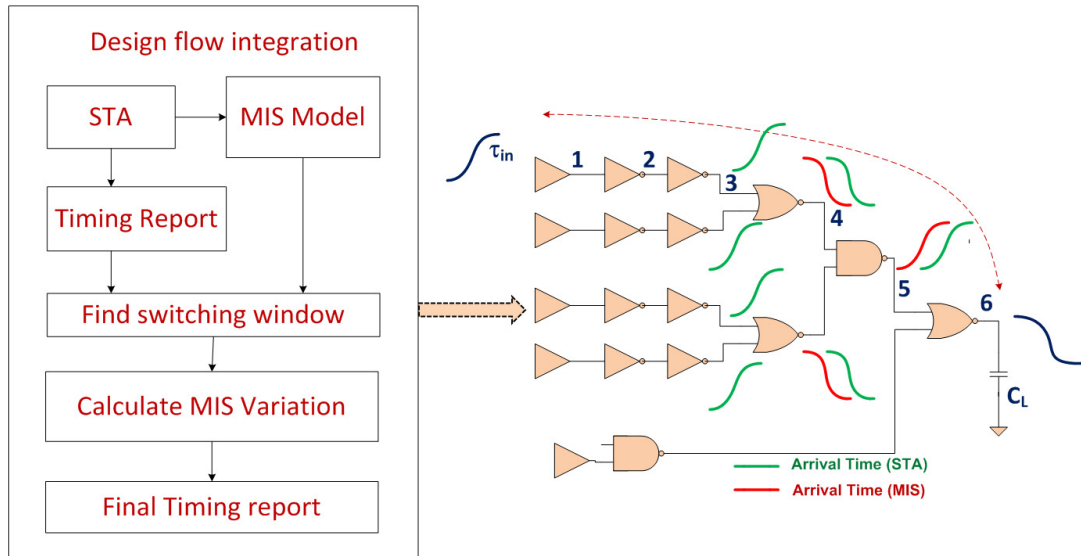 Design flow integration
STA
MIS Model
Timing Report
Find switching window
Calculate MIS Variation
Final Timing report
τin
1
2
3
4
5
6
CL
Arrival Time (STA)
Arrival Time (MIS)